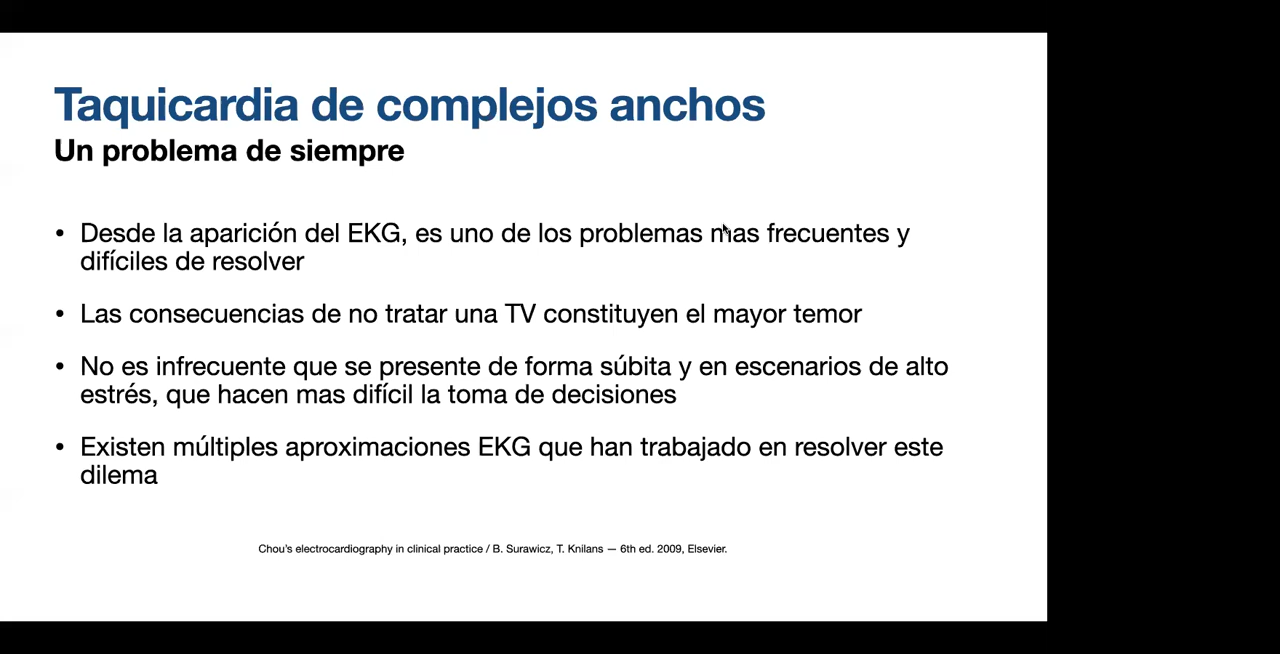 Taquicardia de complejos anchos
Un problema de siempre
• Desde la aparición del EKG, es uno de los problemas mas frecuentes y
difíciles de resolver
• Las consecuencias de no tratar una TV constituyen el mayor temor
• No es infrecuente que se presente de forma súbita y en escenarios de alto
estrés, que hacen mas difícil la toma de decisiones
• Existen múltiples aproximaciones EKG que han trabajado en resolver este
dilema
Chou's electrocardiography in clinical practice / B. Surawicz, T. Knilans — 6th ed. 2009, Elsevier.